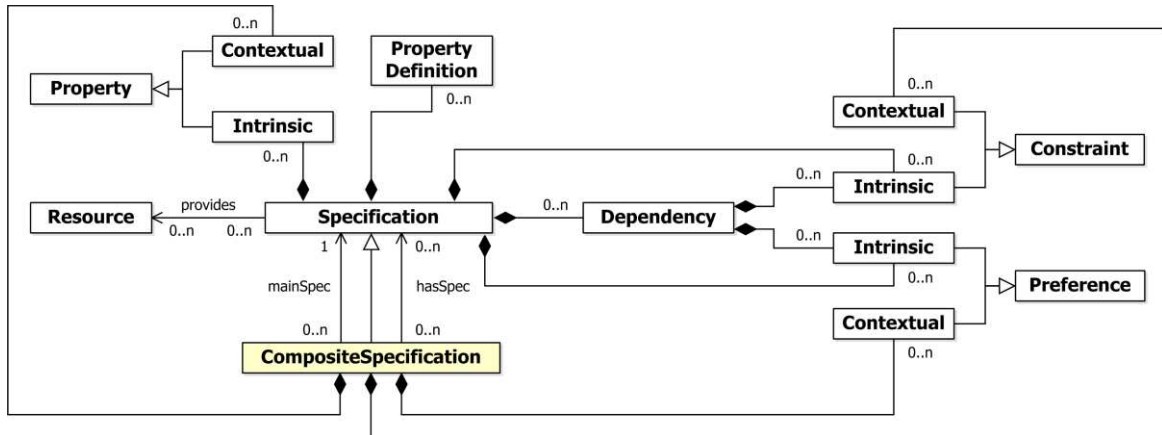 0..n
Contextual
Property
Definition
0..n
Property
0..n
Contextual
Intrinsic
0..n
0..n
Constraint
0..n
Intrinsic
Resource
provides
0..n
0..n
Specification
0..n
Dependency
1
0..n
0..n
Intrinsic
0..n
mainSpec
hasSpec
Preference
0..n
0..n
Contextual
0..n
CompositeSpecification